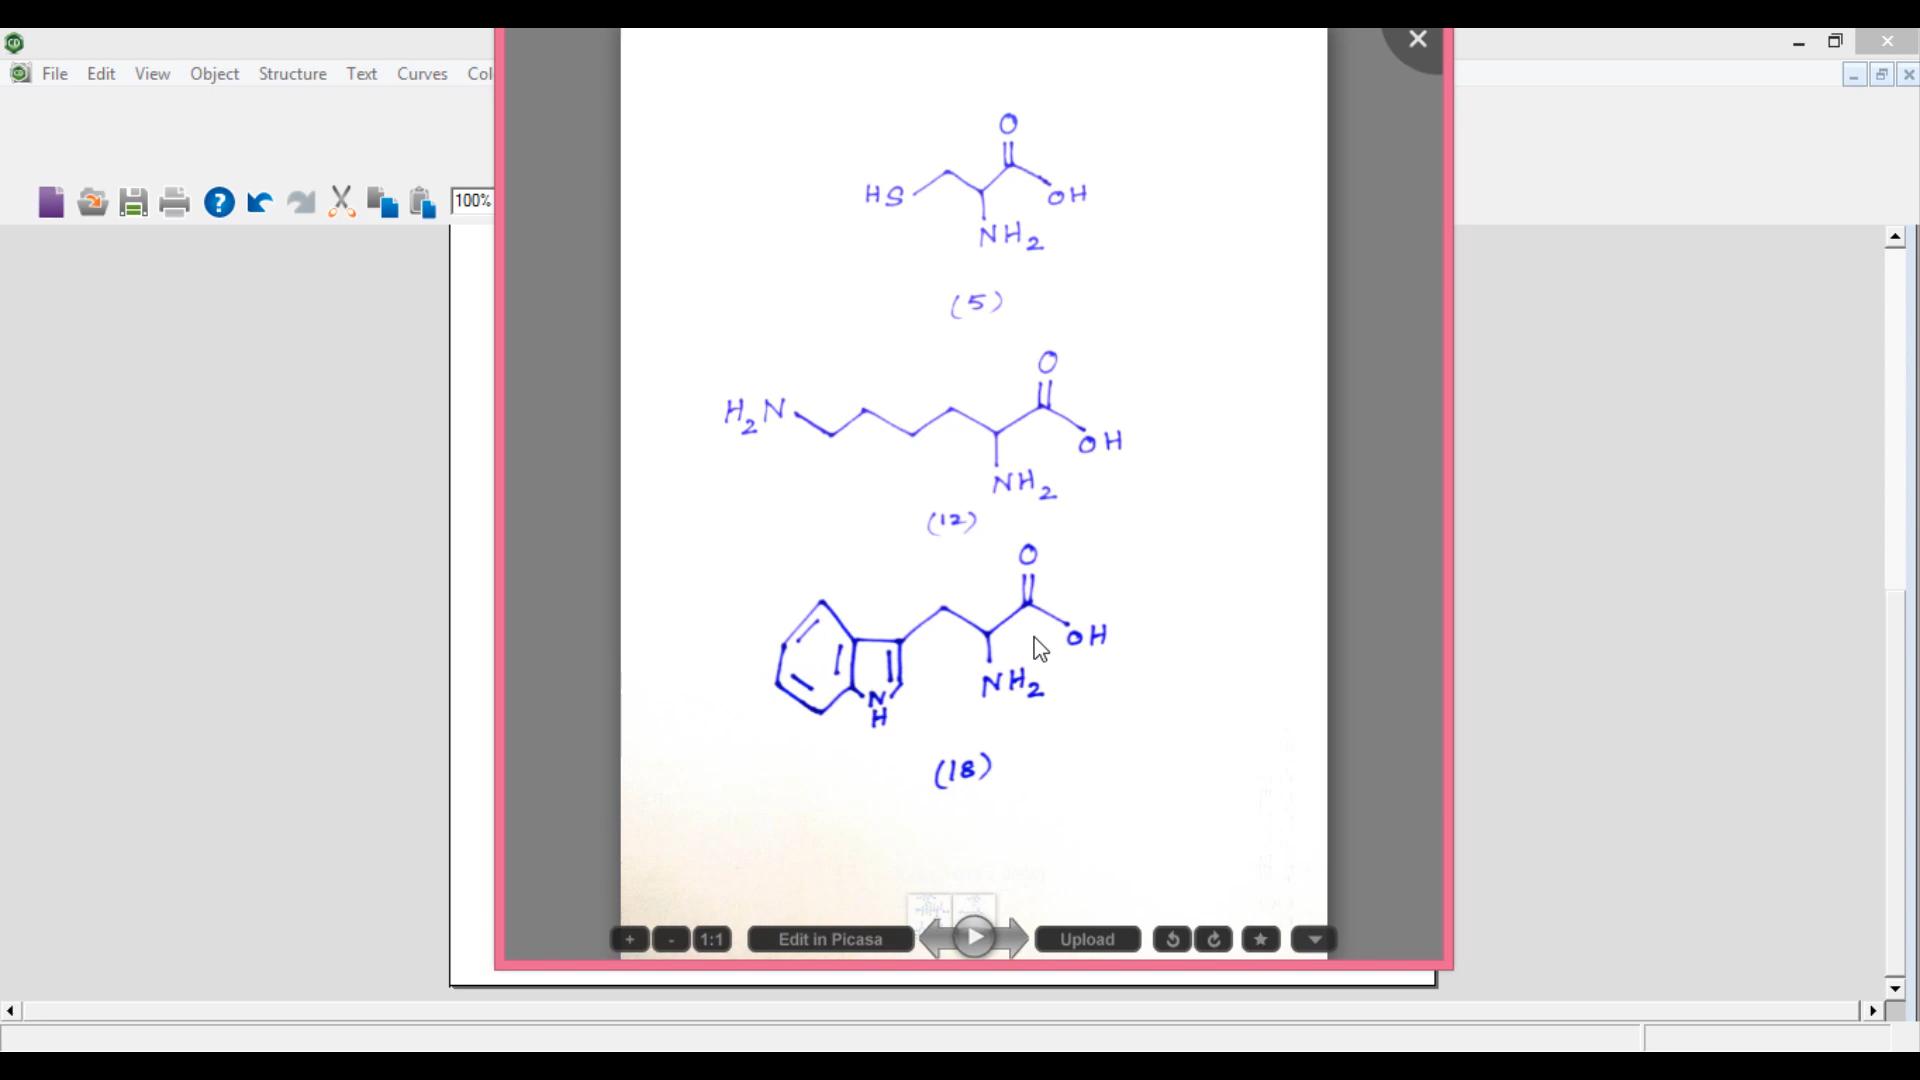 File Edit View Object Structure Text Curves Col
100%
O
HS
OH
NH2
(5)
O
H2N
OH
NH2
(12)
O
OH
NH2
N
H
(18)
+ - 1:1 Edit in Picasa Upload